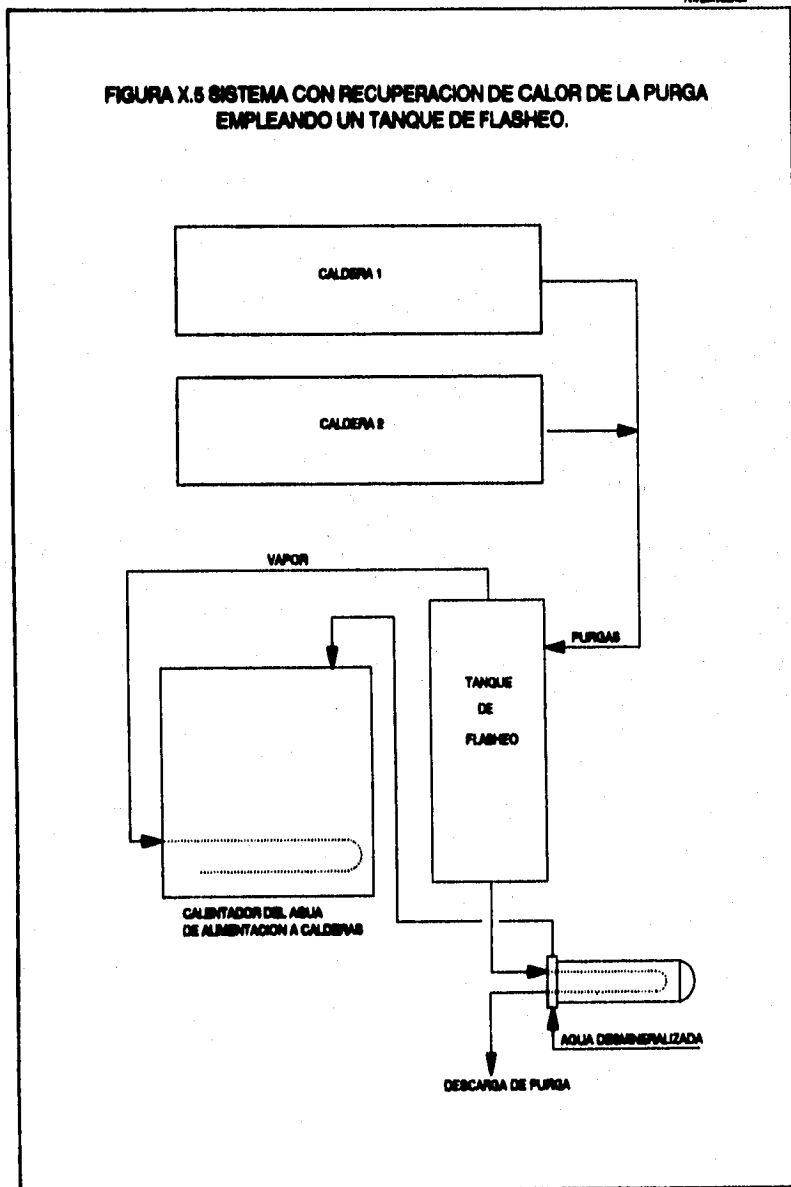 FIGURA X.5 SISTEMA CON RECUPERACION DE CALOR DE LA PURGA
EMPLEANDO UN TANQUE DE FLASHEO.
CALDERA 1
CALDERA 2
VAPOR
PURGAS
TANQUE
DE
FLASHEO
CALENTADOR DEL AGUA
DE ALIMENTACION A CALDERAS
AGUA DESMINERALIZADA
DESCARGA DE PURGA